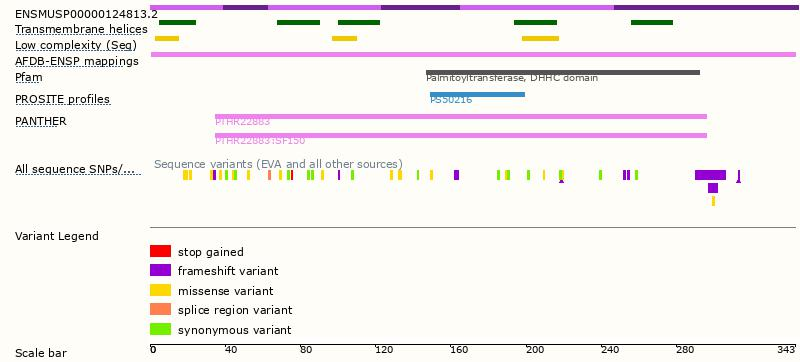 ENSMUSP00000124813.2
Transmembrane helices
Low complexity (Seg)
AFDB-ENSP mappings
Pfam
Palmitoyltransferase, DHHC domain
PROSITE profiles
PS50216
PANTHER
PTHR22883
PTHR22883:SF150
Sequence variants (EVA and all other sources)
All sequence SNPs/...
Variant Legend
stop gained
frameshift variant
missense variant
splice region variant
synonymous variant
Scale bar
0 40 80 120 160 200 240 280 343